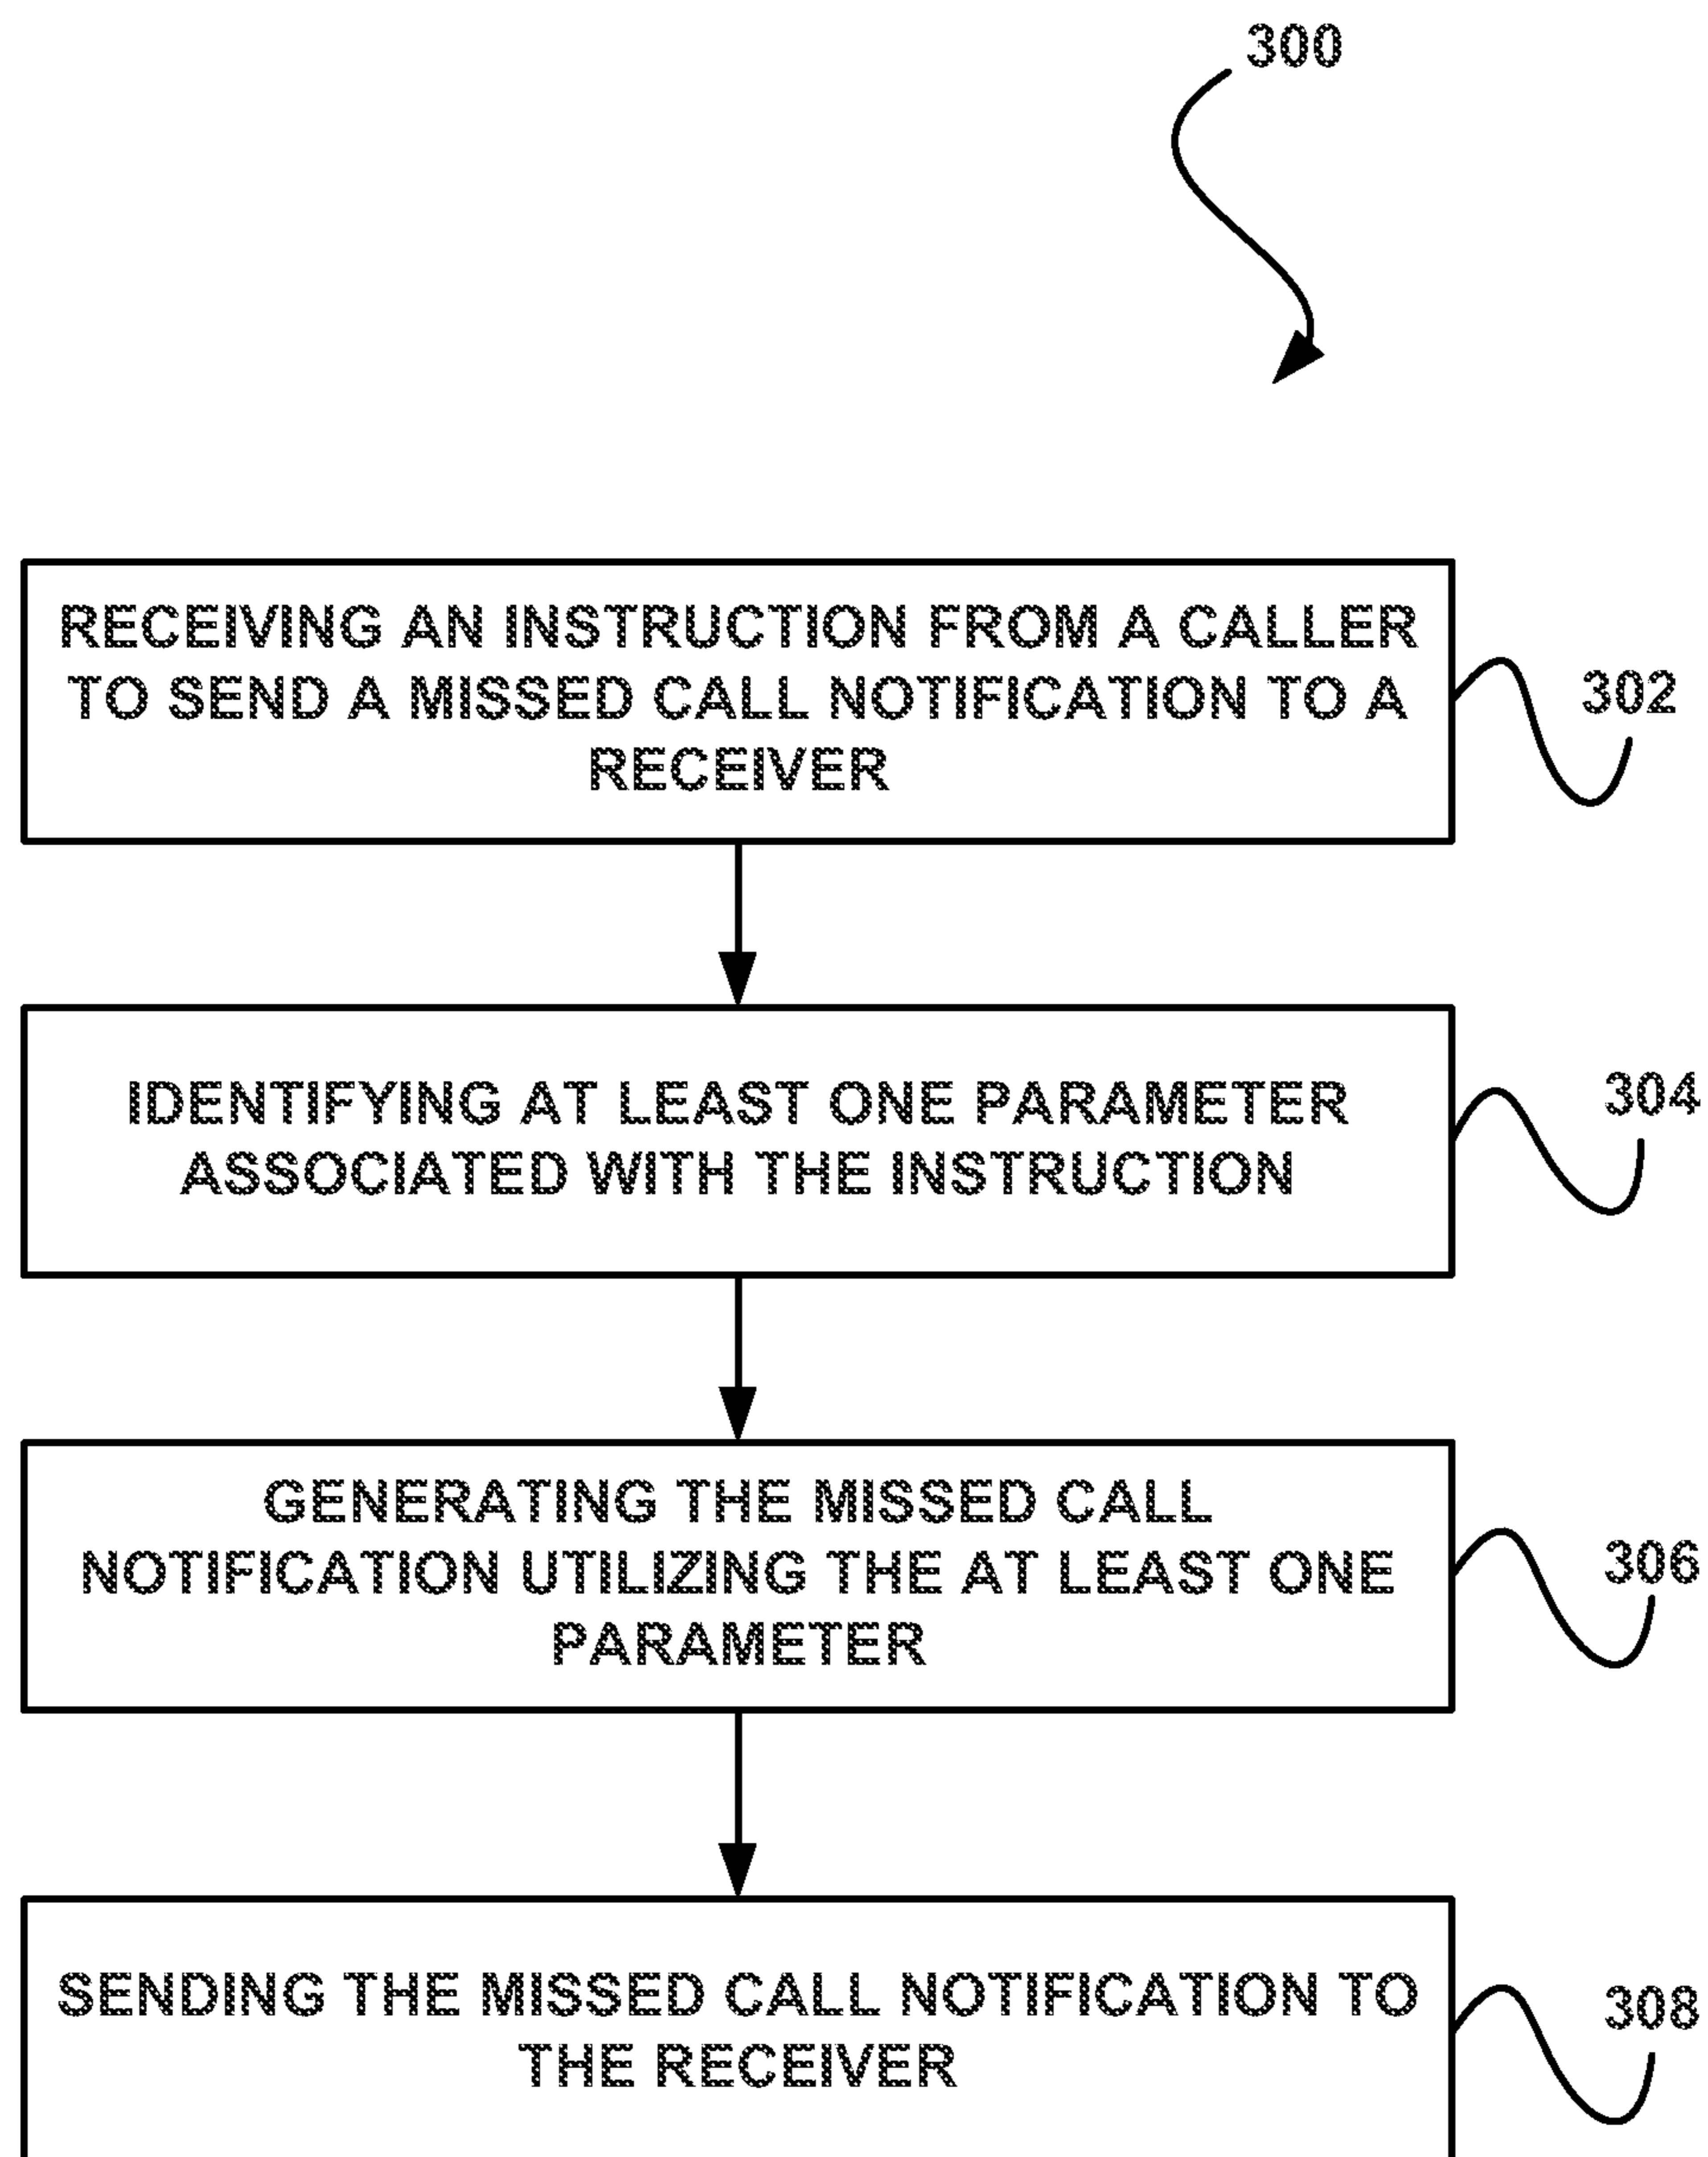 300
RECEIVING AN INSTRUCTION FROM A CALLER
TO SEND A MISSED CALL NOTIFICATION TO A
RECEIVER
302
IDENTIFYING AT LEAST ONE PARAMETER
ASSOCIATED WITH THE INSTRUCTION
304
GENERATING THE MISSED CALL
NOTIFICATION UTILIZING THE AT LEAST ONE
PARAMETER
306
SENDING THE MISSED CALL NOTIFICATION TO
THE RECEIVER
308